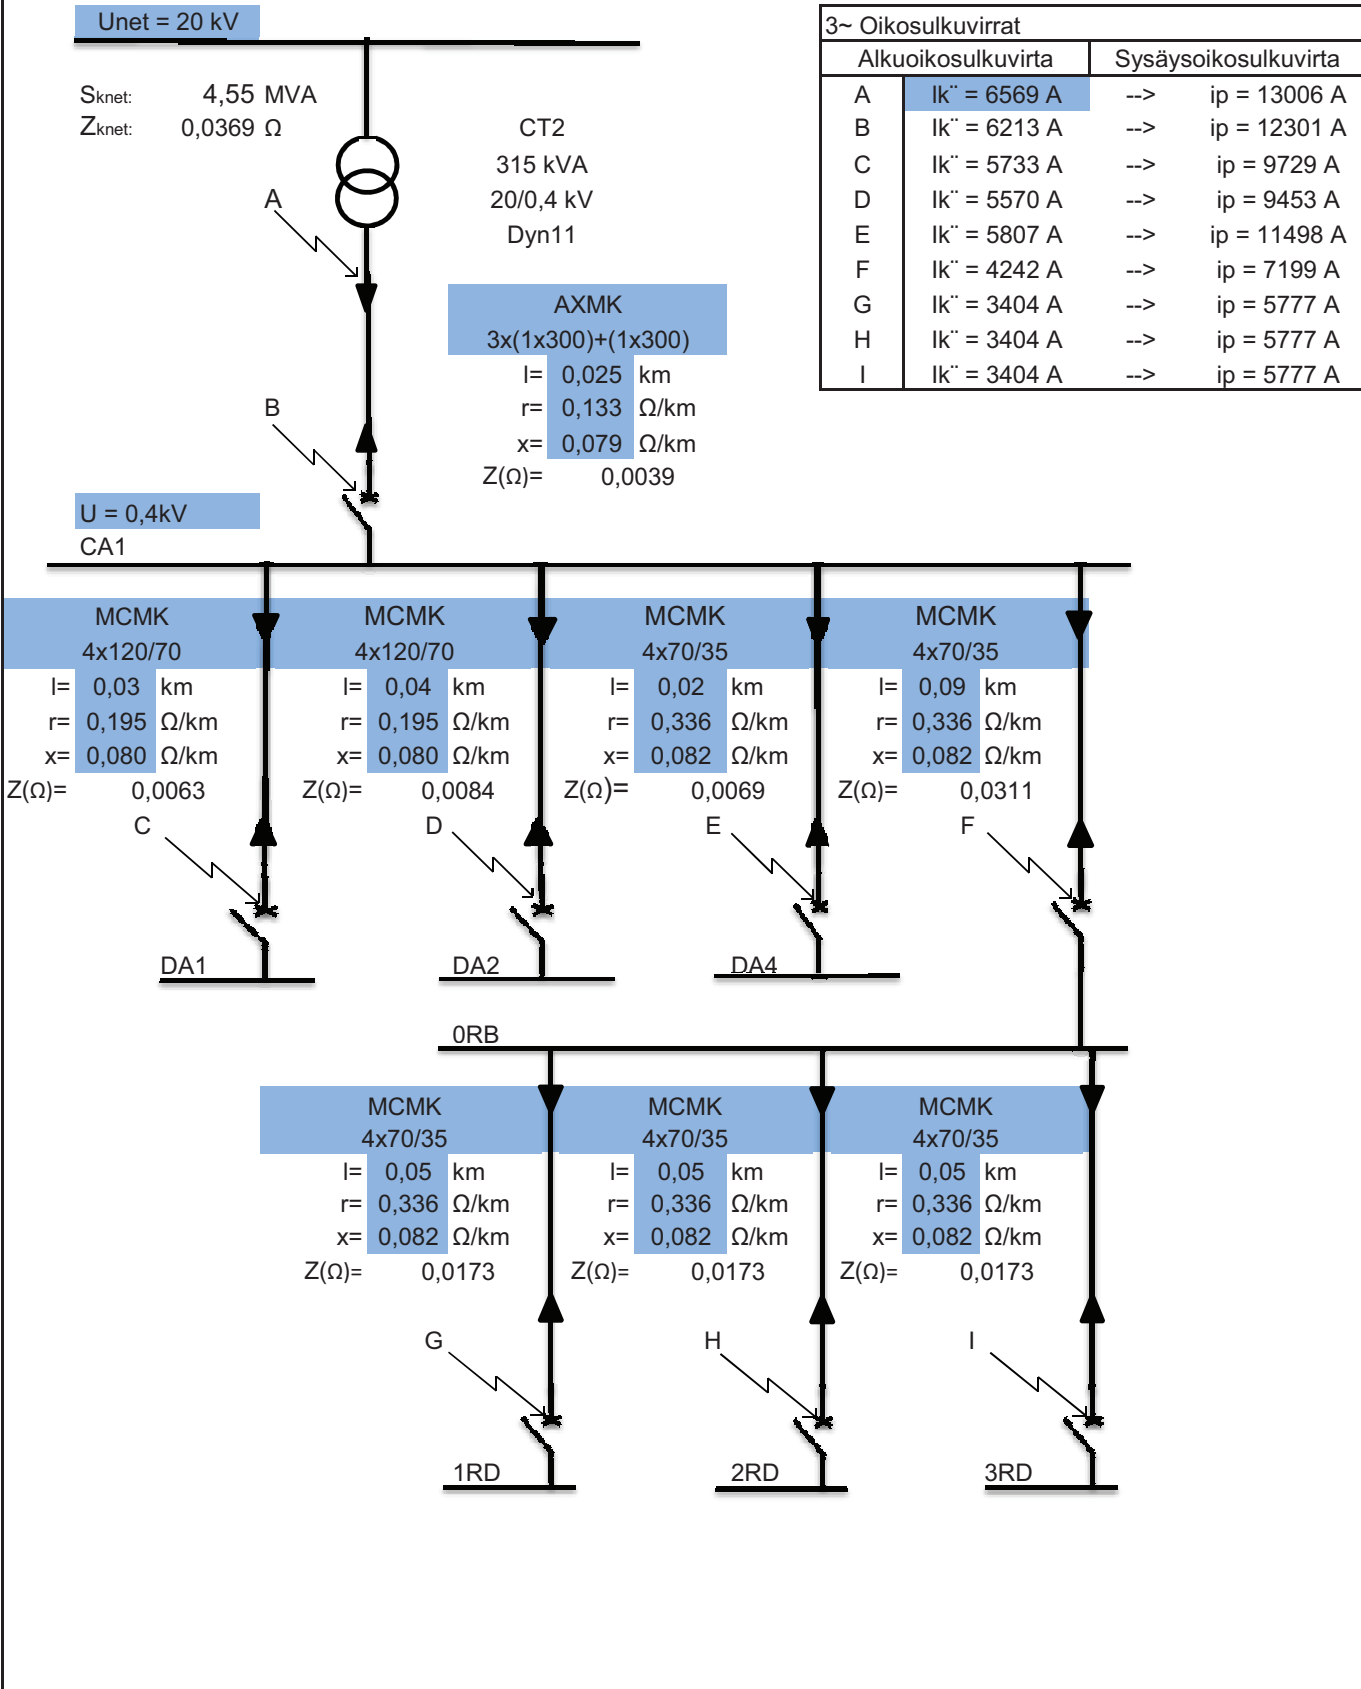 Unet = 20 kV
3~ Oikosulkuvirrat
Alkuoikosulkuvirta Sysäysoikosulkuvirta
A Ik¨ = 6569 A --> ip = 13006 A
B Ik¨ = 6213 A --> ip = 12301 A
C Ik¨ = 5733 A --> ip = 9729 A
D Ik¨ = 5570 A --> ip = 9453 A
E Ik¨ = 5807 A --> ip = 11498 A
F Ik¨ = 4242 A --> ip = 7199 A
G Ik¨ = 3404 A --> ip = 5777 A
H Ik¨ = 3404 A --> ip = 5777 A
I Ik¨ = 3404 A --> ip = 5777 A
Sknet: 4,55 MVA
Zknet: 0,0369 Ω
CT2
315 kVA
20/0,4 kV
Dyn11
A
AXMK
3x(1x300)+(1x300)
l= 0,025 km
r= 0,133 Ω/km
x= 0,079 Ω/km
Z(Ω)= 0,0039
B
U = 0,4kV
CA1
MCMK MCMK MCMK MCMK
4x120/70 4x120/70 4x70/35 4x70/35
l= 0,03 km l= 0,04 km l= 0,02 km l= 0,09 km
r= 0,195 Ω/km r= 0,195 Ω/km r= 0,336 Ω/km r= 0,336 Ω/km
x= 0,080 Ω/km x= 0,080 Ω/km x= 0,082 Ω/km x= 0,082 Ω/km
Z(Ω)= 0,0063 Z(Ω)= 0,0084 Z(Ω)= 0,0069 Z(Ω)= 0,0311
C D E F
DA1 DA2 DA4
0RB
MCMK MCMK MCMK
4x70/35 4x70/35 4x70/35
l= 0,05 km l= 0,05 km l= 0,05 km
r= 0,336 Ω/km r= 0,336 Ω/km r= 0,336 Ω/km
x= 0,082 Ω/km x= 0,082 Ω/km x= 0,082 Ω/km
Z(Ω)= 0,0173 Z(Ω)= 0,0173 Z(Ω)= 0,0173
G H I
1RD 2RD 3RD